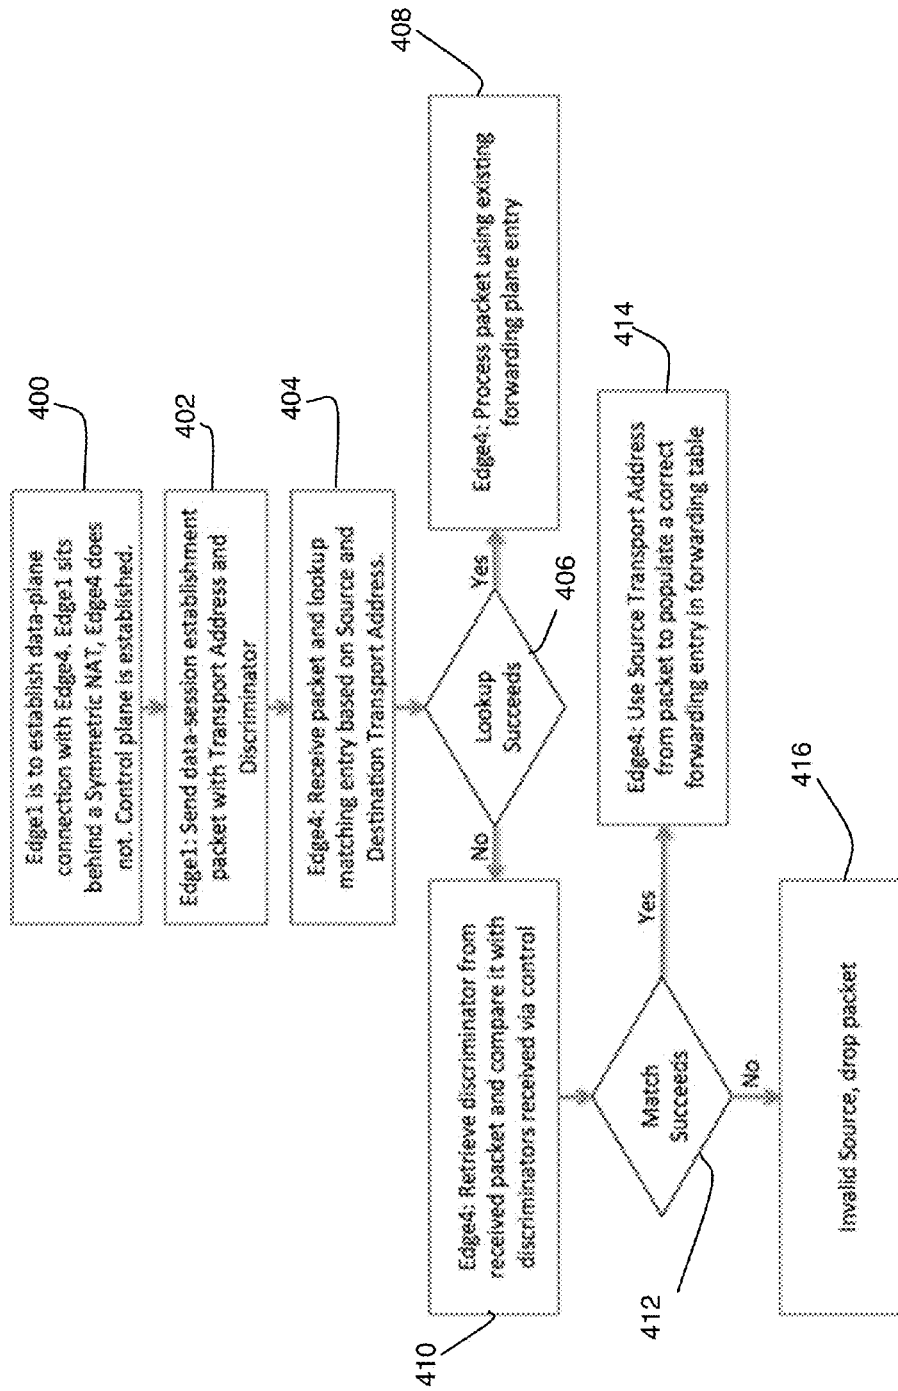 Edge1 is to establish data-plane
connection with Edge4. Edge1 sits
behind a Symmetric NAT, Edge4 does
not. Control plane is established.
400
Edge1: Send data-session establishment
packet with Transport Address and
Discriminator
402
Edge4: Receive packet and lookup
matching entry based on Source and
Destination Transport Address.
404
Lookup
Succeeds
406
Yes
Edge4: Process packet using existing
forwarding plane entry
408
No
Edge4: Retrieve discriminator from
received packet and compare it with
discriminators received via control
410
Match
Succeeds
412
Yes
Edge4: Use Source Transport Address
from packet to populate a correct
forwarding entry in forwarding table
414
No
Invalid Source, drop packet
416